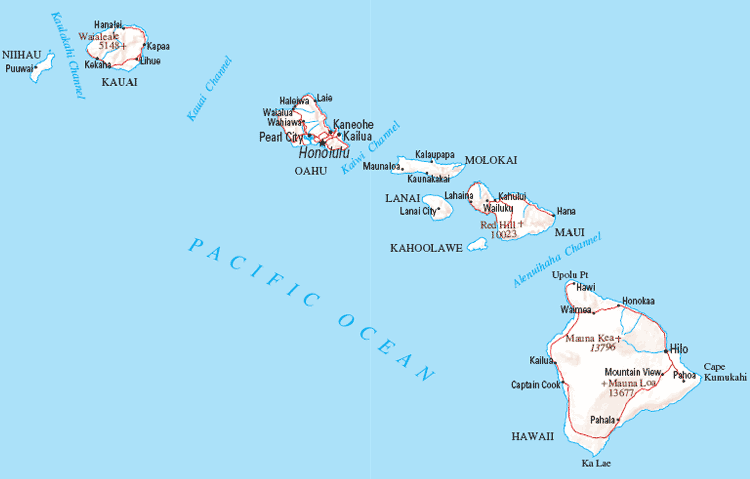 Hanalei
Waialeale
5148
Kapaa
Kekaha
Lihue
KAUAI
NIIHAU
Puuwai
Kaulakahi Channel
Kauai Channel
Laie
Haleiwa
Waialua
Wahiawa
Kaneohe
Pearl City
Kailua
Honolulu
OAHU
Kaiwi Channel
Kalaupapa
MOLOKAI
Maunaloa
Kaunakakai
LANAI
Lanai City
Lahaina
Kahului
Wailuku
Red Hill
10023
Hana
MAUI
KAHOOLAWE
Alenuihaha Channel
PACIFIC OCEAN
Upolu Pt
Hawi
Honokaa
Waimea
Mauna Kea
13796
Hilo
Kailua
Mountain View
Pahoa
Cape
Kumukahi
Captain Cook
Mauna Loa
13677
Pahala
HAWAII
Ka Lae